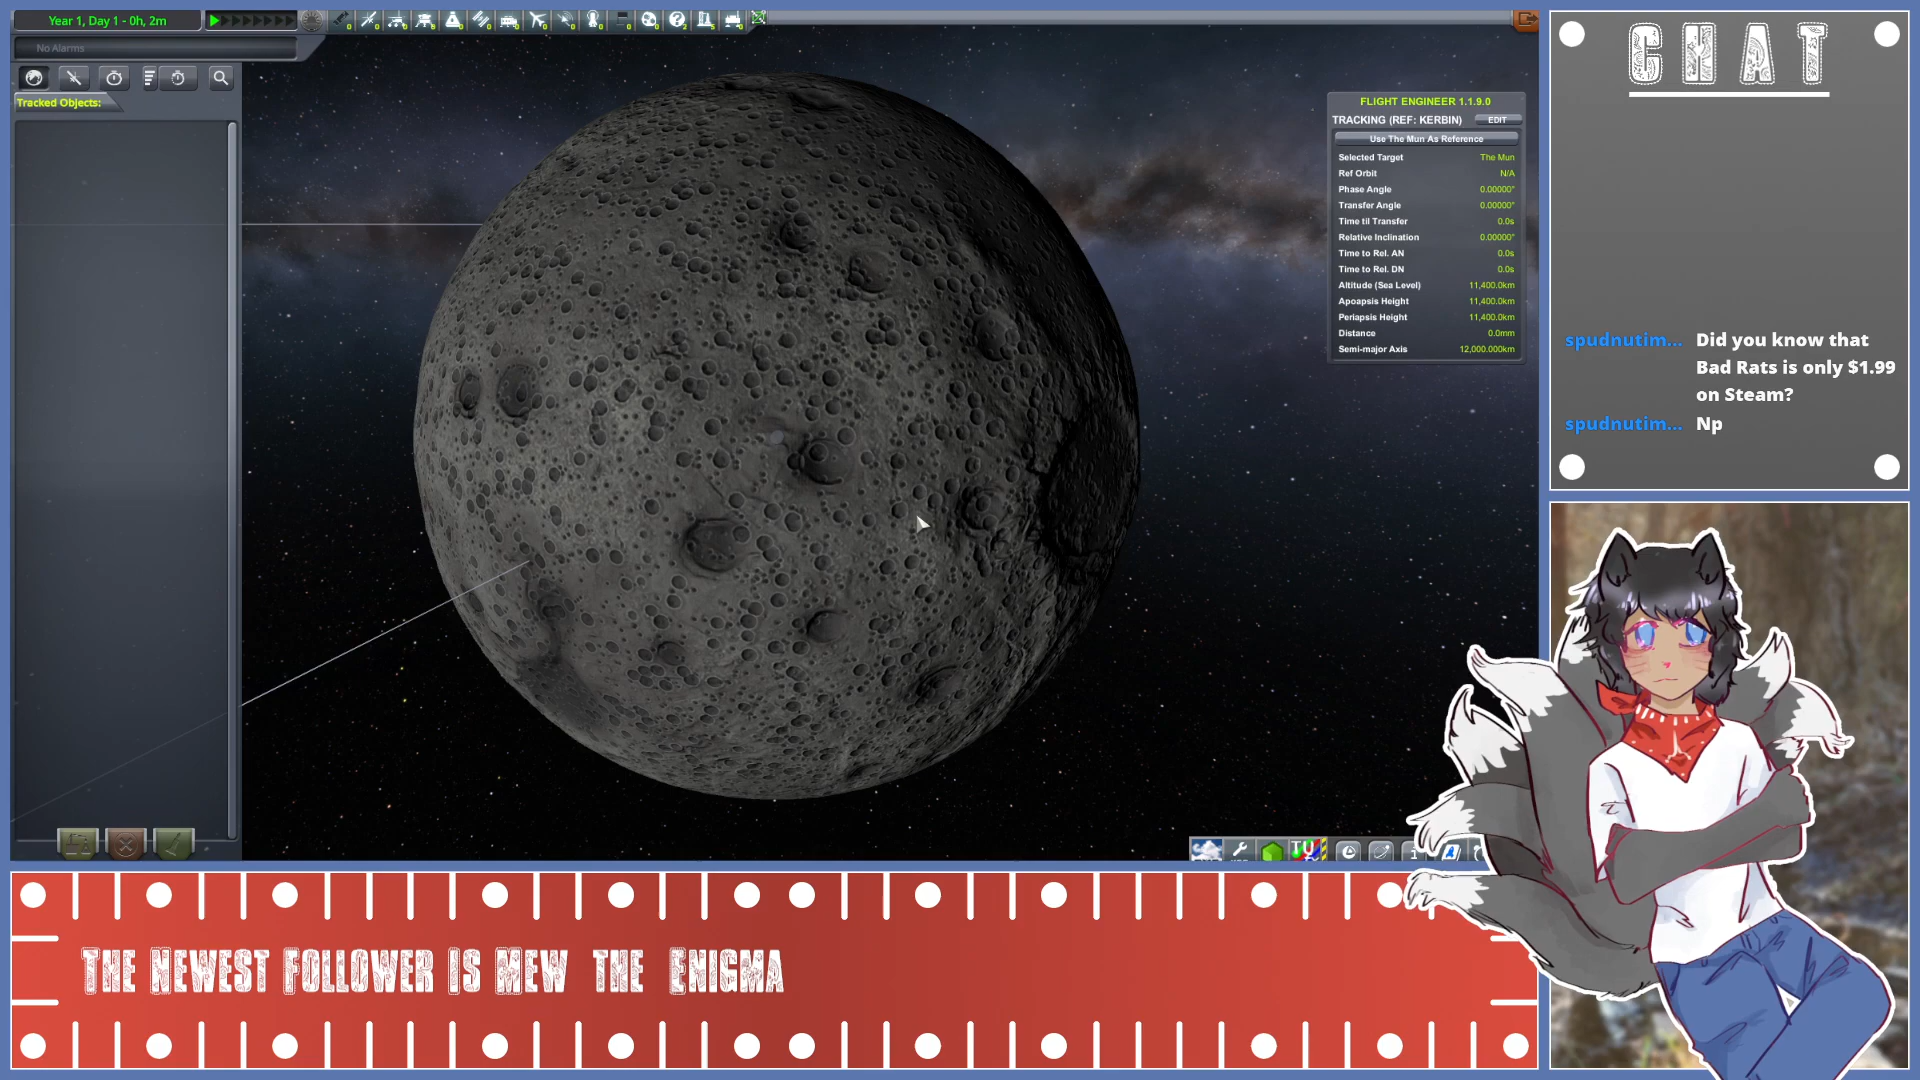 Year 1, Day 1 - 0h, 2m
No Alarms
Tracked Objects:
FLIGHT ENGINEER 1.1.9.0
TRACKING (REF: KERBIN) EDIT
Use The Mun As Reference
Selected Target The Mun
Ref Orbit N/A
Phase Angle 0.00000°
Transfer Angle 0.00000°
Time til Transfer 0.0s
Relative Inclination 0.00000°
Time to Rel. AN 0.0s
Time to Rel. DN 0.0s
Altitude (Sea Level) 11,400.0km
Apoapsis Height 11,400.0km
Periapsis Height 11,400.0km
Distance 0.0mm
Semi-major Axis 12,000.000km
CHAT
spudnutim... Did you know that
Bad Rats is only $1.99
on Steam?
spudnutim... Np
TU
The Newest Follower Is Mew the Enigma